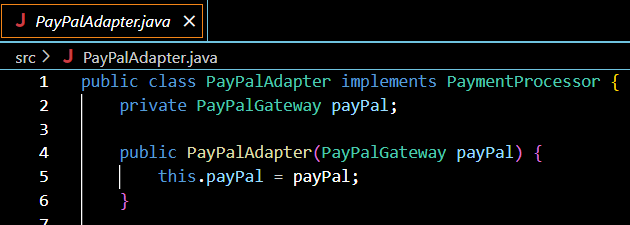 J PayPalAdapter.java ×
src > J PayPalAdapter.java
1 public class PayPalAdapter implements PaymentProcessor {
2     private PayPalGateway payPal;
3
4     public PayPalAdapter(PayPalGateway payPal) {
5         this.payPal = payPal;
6     }
7